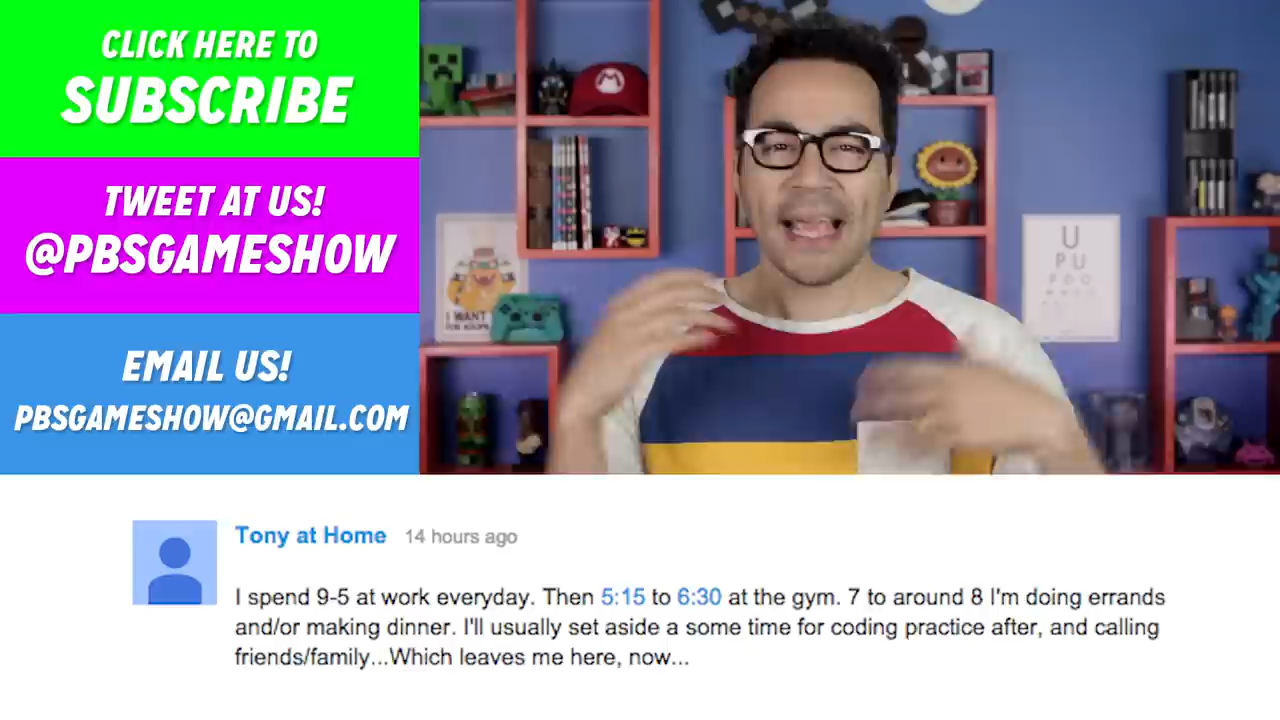 CLICK HERE TO
SUBSCRIBE
TWEET AT US!
@PBSGAMESHOW
EMAIL US!
PBSGAMESHOW@GMAIL.COM
I WANT
U
P U
Tony at Home 14 hours ago
I spend 9-5 at work everyday. Then 5:15 to 6:30 at the gym. 7 to around 8 I'm doing errands
and/or making dinner. I'll usually set aside a some time for coding practice after, and calling
friends/family...Which leaves me here, now...